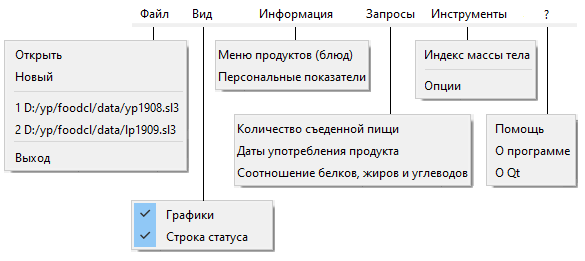 Файл Вид Информация Запросы Инструменты ?
Открыть
Новый
1 D:/yp/foodcl/data/yp1908.sl3
2 D:/yp/foodcl/data/lp1909.sl3
Выход
Графики
Строка статуса
Меню продуктов (блюд)
Персональные показатели
Количество съеденной пищи
Даты употребления продукта
Соотношение белков, жиров и углеводов
Индекс массы тела
Опции
Помощь
О программе
О Qt